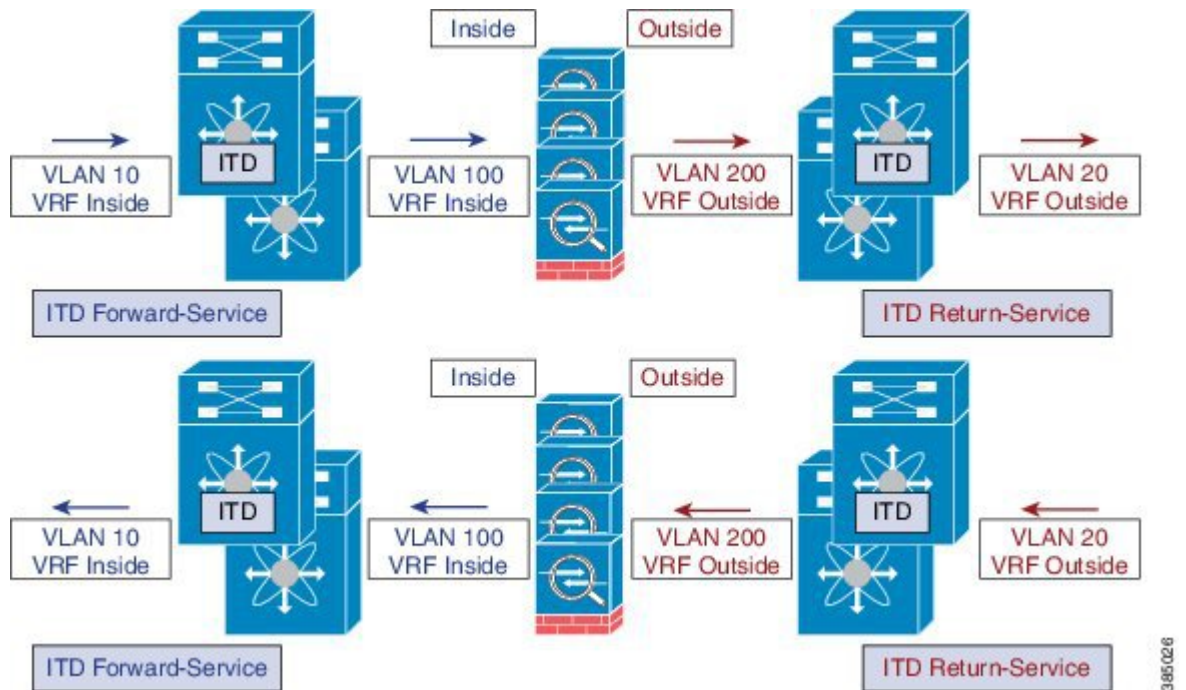 Inside
Outside
ITD
ITD
VLAN 10
VRF Inside
VLAN 100
VRF Inside
VLAN 200
VRF Outside
VLAN 20
VRF Outside
ITD Forward-Service
ITD Return-Service
Inside
Outside
ITD
ITD
VLAN 10
VRF Inside
VLAN 100
VRF Inside
VLAN 200
VRF Outside
VLAN 20
VRF Outside
ITD Forward-Service
ITD Return-Service
385026